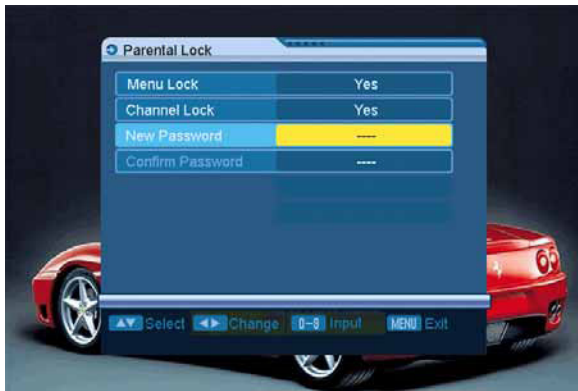 Parental Lock
Menu Lock Yes
Channel Lock Yes
New Password ----
Confirm Password ----
Select Change 0-9 Input MENU Exit